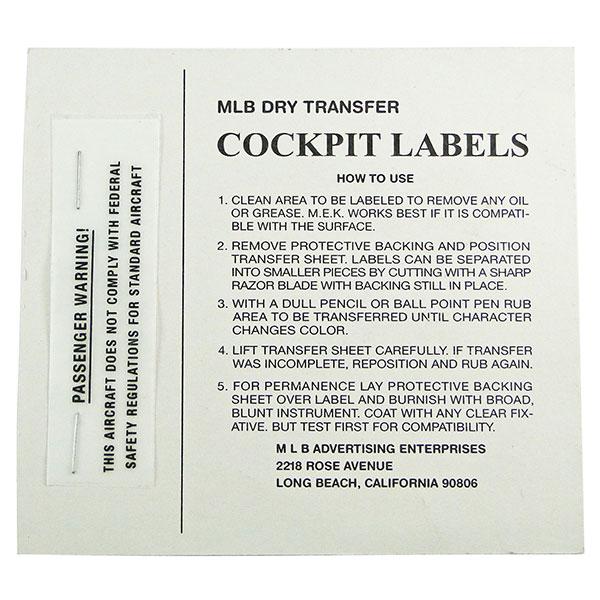 PASSENGER WARNING!
THIS AIRCRAFT DOES NOT COMPLY WITH FEDERAL
SAFETY REGULATIONS FOR STANDARD AIRCRAFT
MLB DRY TRANSFER
COCKPIT LABELS
HOW TO USE
1. CLEAN AREA TO BE LABELED TO REMOVE ANY OIL
OR GREASE. M.E.K. WORKS BEST IF IT IS COMPATI-
BLE WITH THE SURFACE.
2. REMOVE PROTECTIVE BACKING AND POSITION
TRANSFER SHEET. LABELS CAN BE SEPARATED
INTO SMALLER PIECES BY CUTTING WITH A SHARP
RAZOR BLADE WITH BACKING STILL IN PLACE.
3. WITH A DULL PENCIL OR BALL POINT PEN RUB
AREA TO BE TRANSFERRED UNTIL CHARACTER
CHANGES COLOR.
4. LIFT TRANSFER SHEET CAREFULLY. IF TRANSFER
WAS INCOMPLETE, REPOSITION AND RUB AGAIN.
5. FOR PERMANENCE LAY PROTECTIVE BACKING
SHEET OVER LABEL AND BURNISH WITH BROAD,
BLUNT INSTRUMENT. COAT WITH ANY CLEAR FIX-
ATIVE. BUT TEST FIRST FOR COMPATIBILITY.
M L B ADVERTISING ENTERPRISES
2218 ROSE AVENUE
LONG BEACH, CALIFORNIA 90806